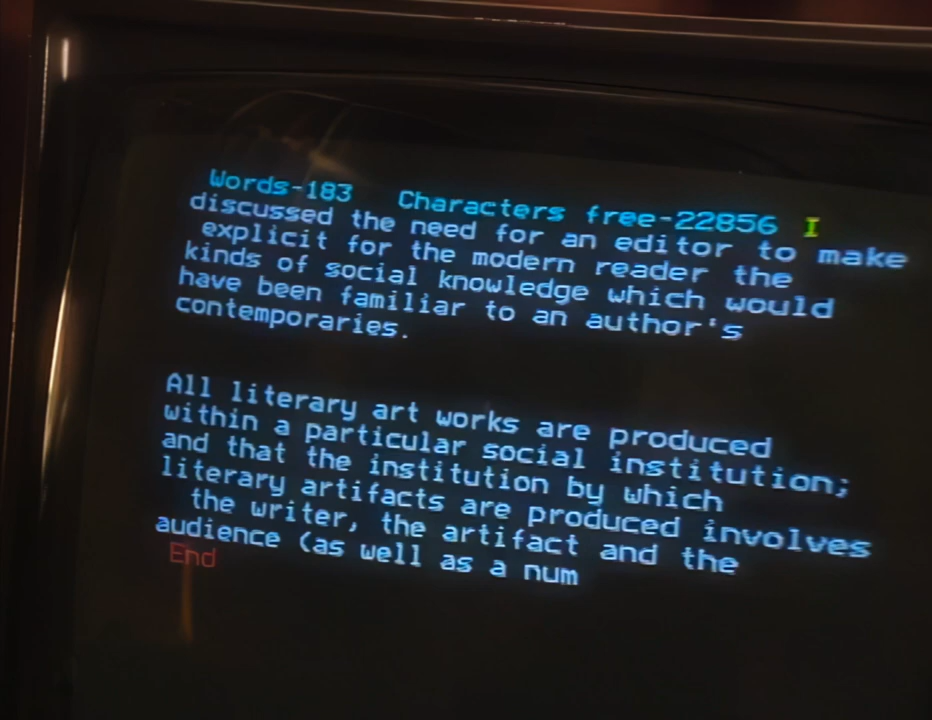 Words-183 Characters free-22856 I
discussed the need for an editor to make
explicit for the modern reader the
kinds of social knowledge which would
have been familiar to an author's
contemporaries.
All literary art works are produced
within a particular social institution;
and that the institution by which
literary artifacts are produced involves
the writer, the artifact and the
audience (as well as a num
End